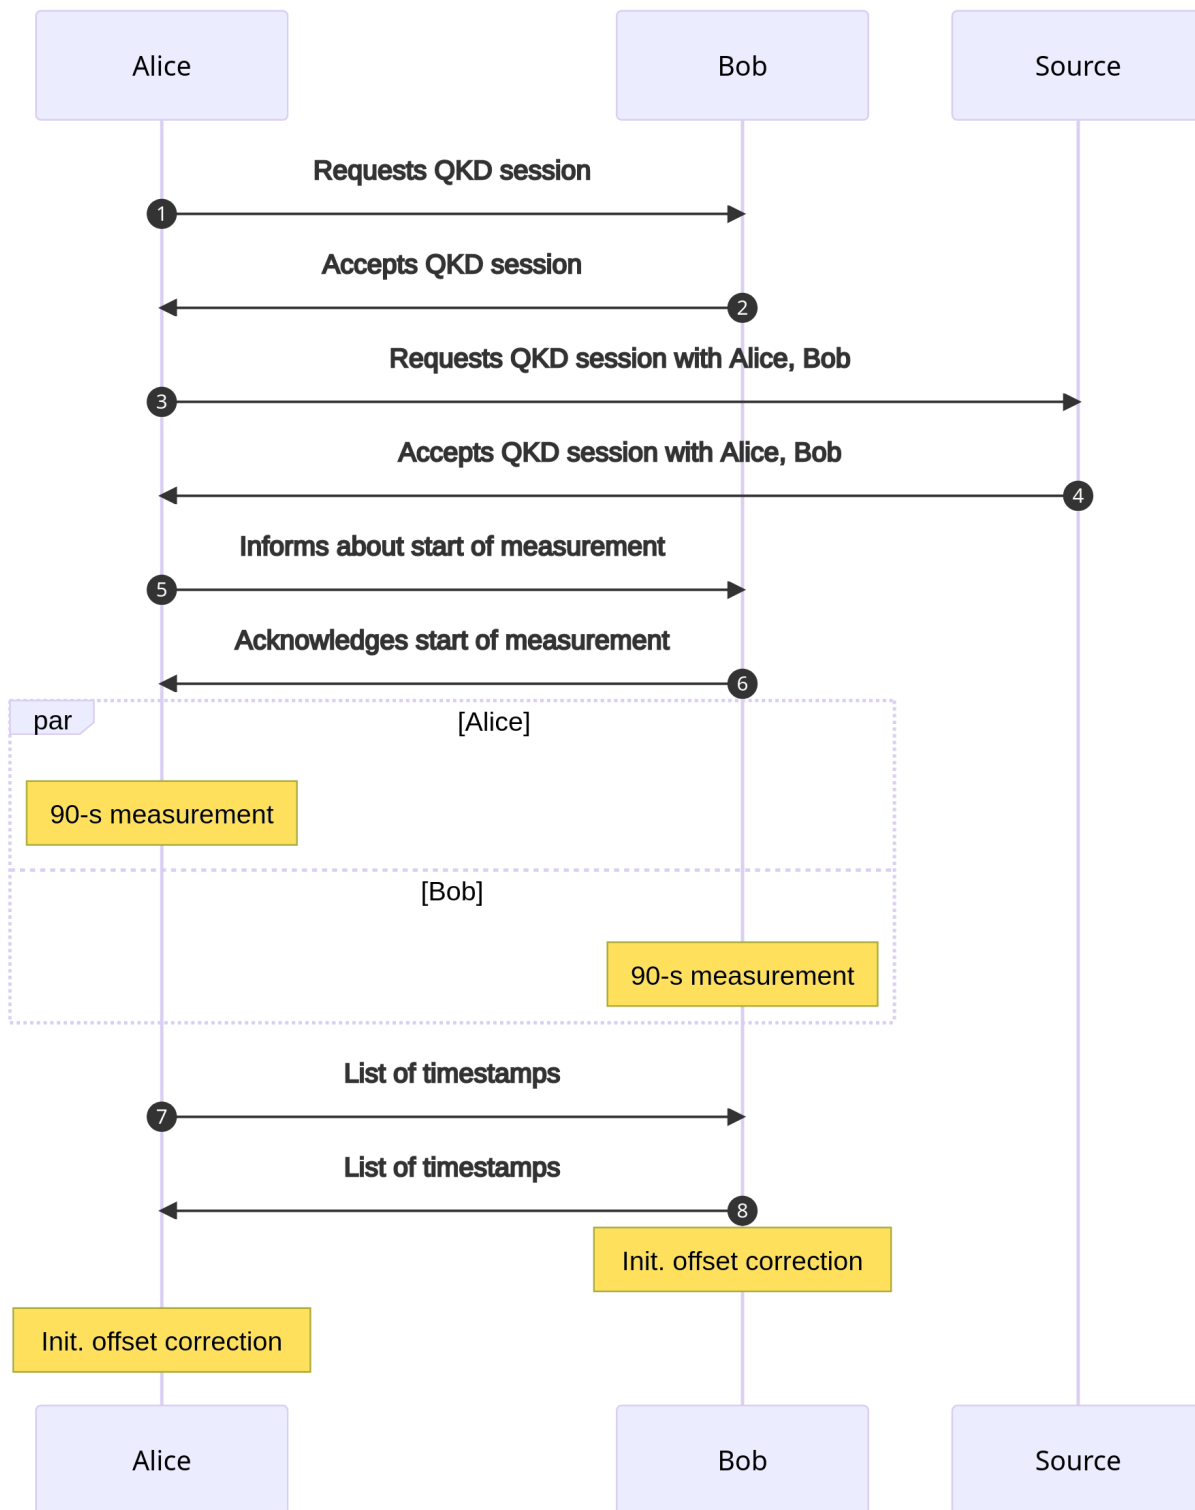 Alice
Bob
Source
Requests QKD session
1
Accepts QKD session
2
Requests QKD session with Alice, Bob
3
Accepts QKD session with Alice, Bob
4
Informs about start of measurement
5
Acknowledges start of measurement
6
par
[Alice]
90-s measurement
[Bob]
90-s measurement
List of timestamps
7
List of timestamps
8
Init. offset correction
Init. offset correction
Alice
Bob
Source